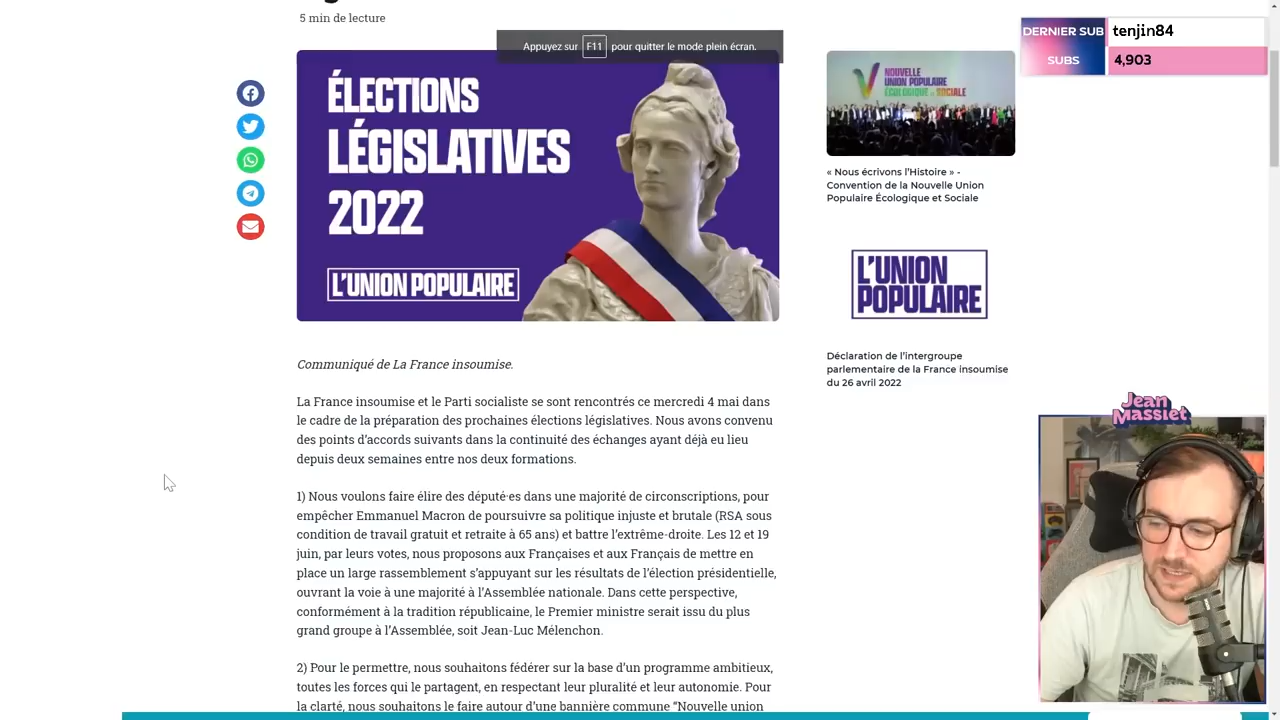 5 min de lecture
Appuyez sur F11 pour quitter le mode plein écran.
ÉLECTIONS
LÉGISLATIVES
2022
L'UNION POPULAIRE
Communiqué de La France insoumise.
La France insoumise et le Parti socialiste se sont rencontrés ce mercredi 4 mai dans
le cadre de la préparation des prochaines élections législatives. Nous avons convenu
des points d’accords suivants dans la continuité des échanges ayant déjà eu lieu
depuis deux semaines entre nos deux formations.
1) Nous voulons faire élire des député·es dans une majorité de circonscriptions, pour
empêcher Emmanuel Macron de poursuivre sa politique injuste et brutale (RSA sous
condition de travail gratuit et retraite à 65 ans) et battre l’extrême-droite. Les 12 et 19
juin, par leurs votes, nous proposons aux Françaises et aux Français de mettre en
place un large rassemblement s’appuyant sur les résultats de l’élection présidentielle,
ouvrant la voie à une majorité à l’Assemblée nationale. Dans cette perspective,
conformément à la tradition républicaine, le Premier ministre serait issu du plus
grand groupe à l’Assemblée, soit Jean-Luc Mélenchon.
2) Pour le permettre, nous souhaitons fédérer sur la base d’un programme ambitieux,
toutes les forces qui le partagent, en respectant leur pluralité et leur autonomie. Pour
la clarté, nous souhaitons le faire autour d’une bannière commune “Nouvelle union
NOUVELLE
UNION POPULAIRE
ÉCOLOGIQUE ET SOCIALE
« Nous écrivons l’Histoire » -
Convention de la Nouvelle Union
Populaire Écologique et Sociale
L'UNION
POPULAIRE
Déclaration de l’intergroupe
parlementaire de la France insoumise
du 26 avril 2022
DERNIER SUB tenjin84
SUBS 4,903
Jean
Massiet